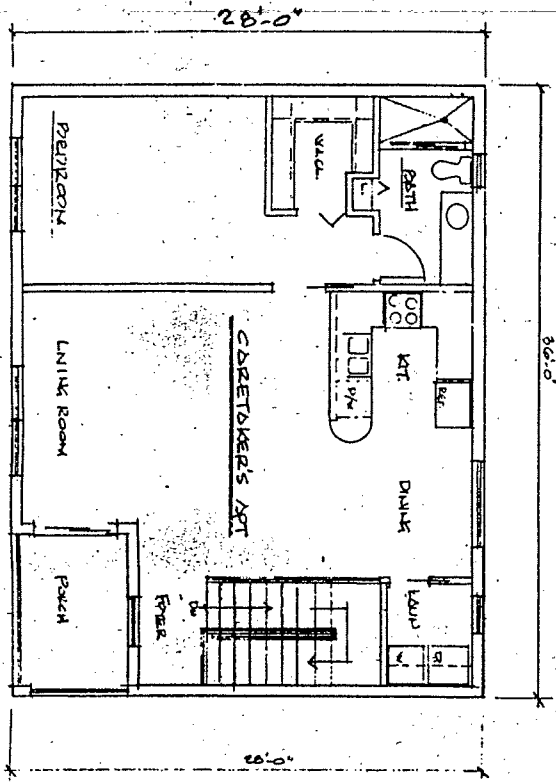 28'-0"
36'-0"
BEDROOM
W.I.CL.
L.
BATH
CARETAKER'S APT
LIVING ROOM
KIT.
D/W
REF.
DINING
PORCH
FOYER
DN
LAUN
W
D
28'-0"